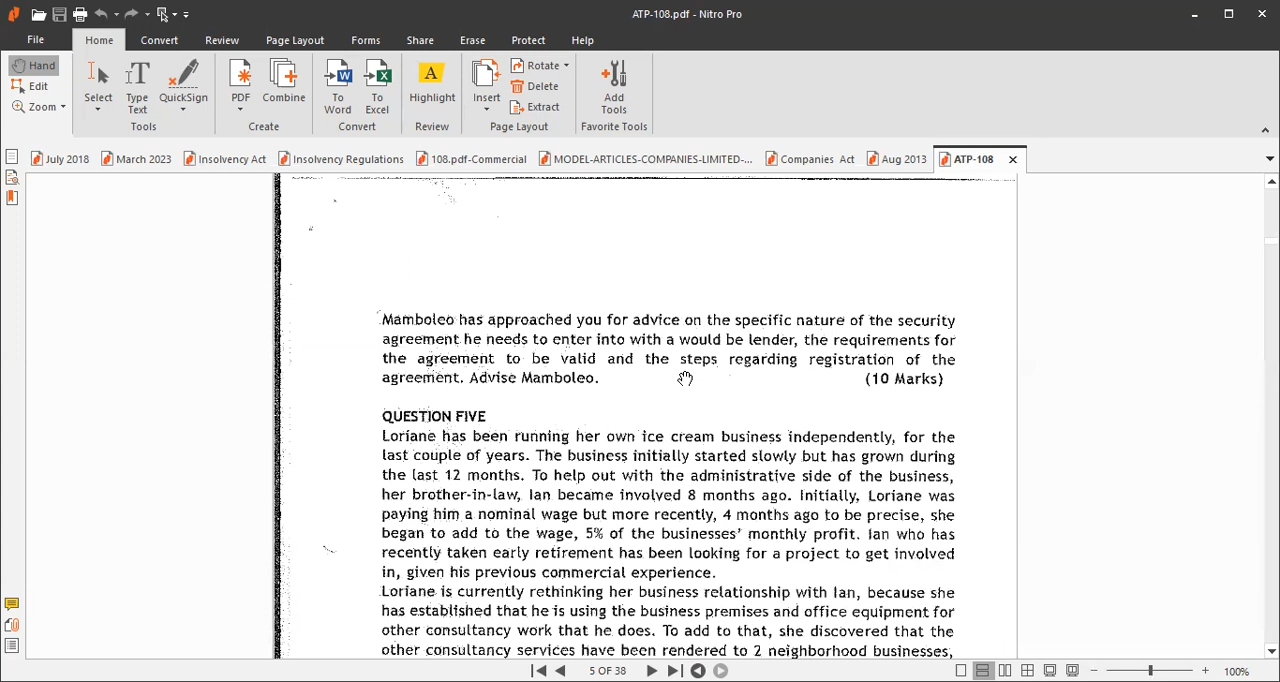 ATP-108.pdf - Nitro Pro
File Home Convert Review Page Layout Forms Share Erase Protect Help
Hand
Edit
Zoom
Select
Type Text
QuickSign
Tools
PDF
Combine
Create
To Word
To Excel
Convert
Highlight
Review
Insert
Rotate
Delete
Extract
Page Layout
Add Tools
Favorite Tools
July 2018 March 2023 Insolvency Act Insolvency Regulations 108.pdf-Commercial MODEL-ARTICLES-COMPANIES-LIMITED-... Companies Act Aug 2013 ATP-108
Mamboleo has approached you for advice on the specific nature of the security
agreement he needs to enter into with a would be lender, the requirements for
the agreement to be valid and the steps regarding registration of the
agreement. Advise Mamboleo. (10 Marks)
QUESTION FIVE
Loriane has been running her own ice cream business independently, for the
last couple of years. The business initially started slowly but has grown during
the last 12 months. To help out with the administrative side of the business,
her brother-in-law, Ian became involved 8 months ago. Initially, Loriane was
paying him a nominal wage but more recently, 4 months ago to be precise, she
began to add to the wage, 5% of the businesses' monthly profit. Ian who has
recently taken early retirement has been looking for a project to get involved
in, given his previous commercial experience.
Loriane is currently rethinking her business relationship with Ian, because she
has established that he is using the business premises and office equipment for
other consultancy work that he does. To add to that, she discovered that the
other consultancy services have been rendered to 2 neighborhood businesses,
5 OF 38
100%